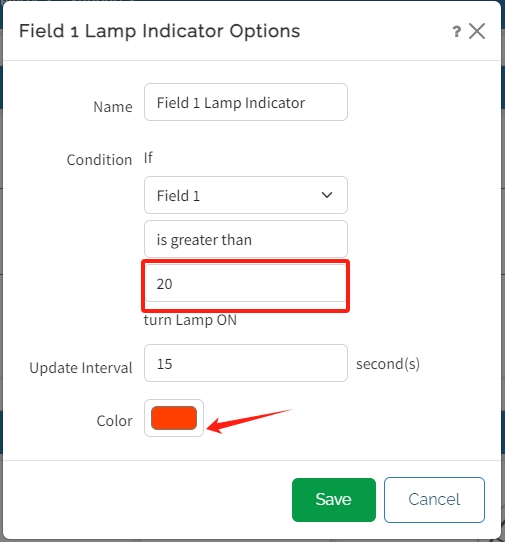 Field 1 Lamp Indicator Options ?
Name Field 1 Lamp Indicator
Condition If
Field 1
is greater than
20
turn Lamp ON
Update Interval 15 second(s)
Color
Save Cancel